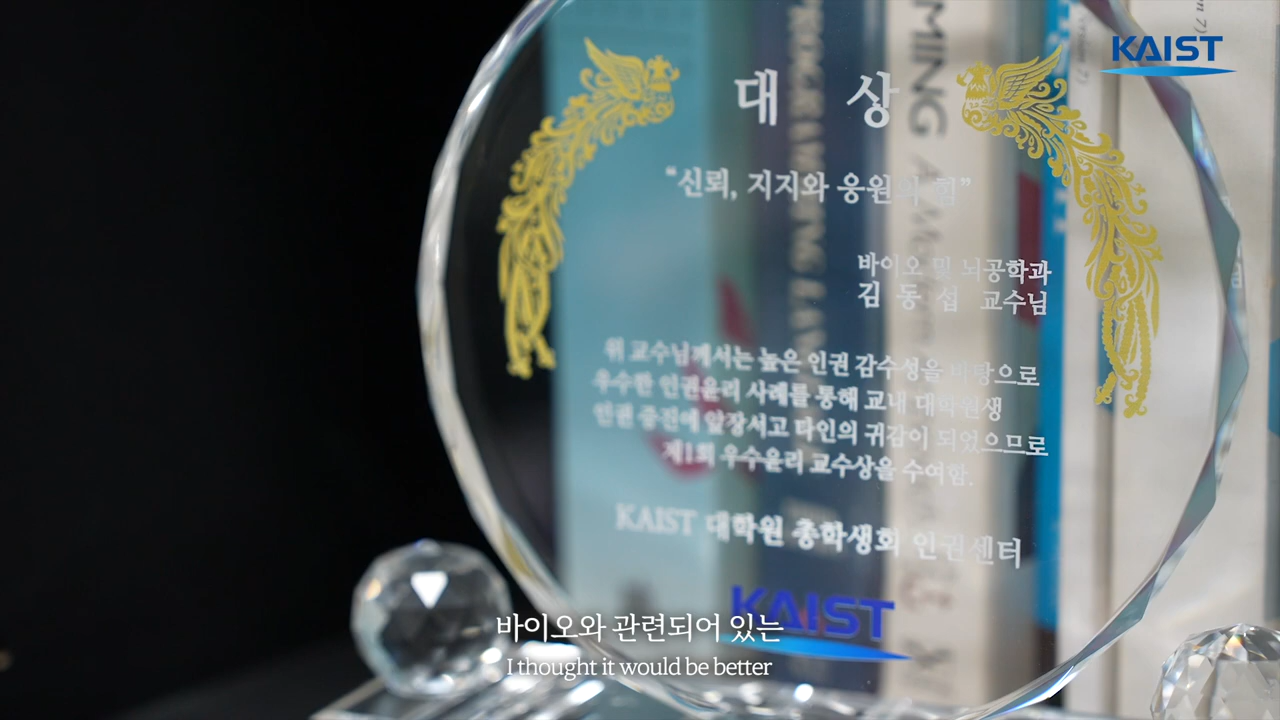 KAIST
대 상
“신뢰, 지지와 응원의 힘”
바이오 및 뇌공학과
김 동 섭 교수님
위 교수님께서는 높은 인권 감수성을 바탕으로
우수한 인권윤리 사례를 통해 교내 대학원생
인권 증진에 앞장서고 타인의 귀감이 되었으므로
제1회 우수윤리 교수상을 수여함.
KAIST 대학원 총학생회 인권센터
KAIST
바이오와 관련되어 있는
I thought it would be better
MING